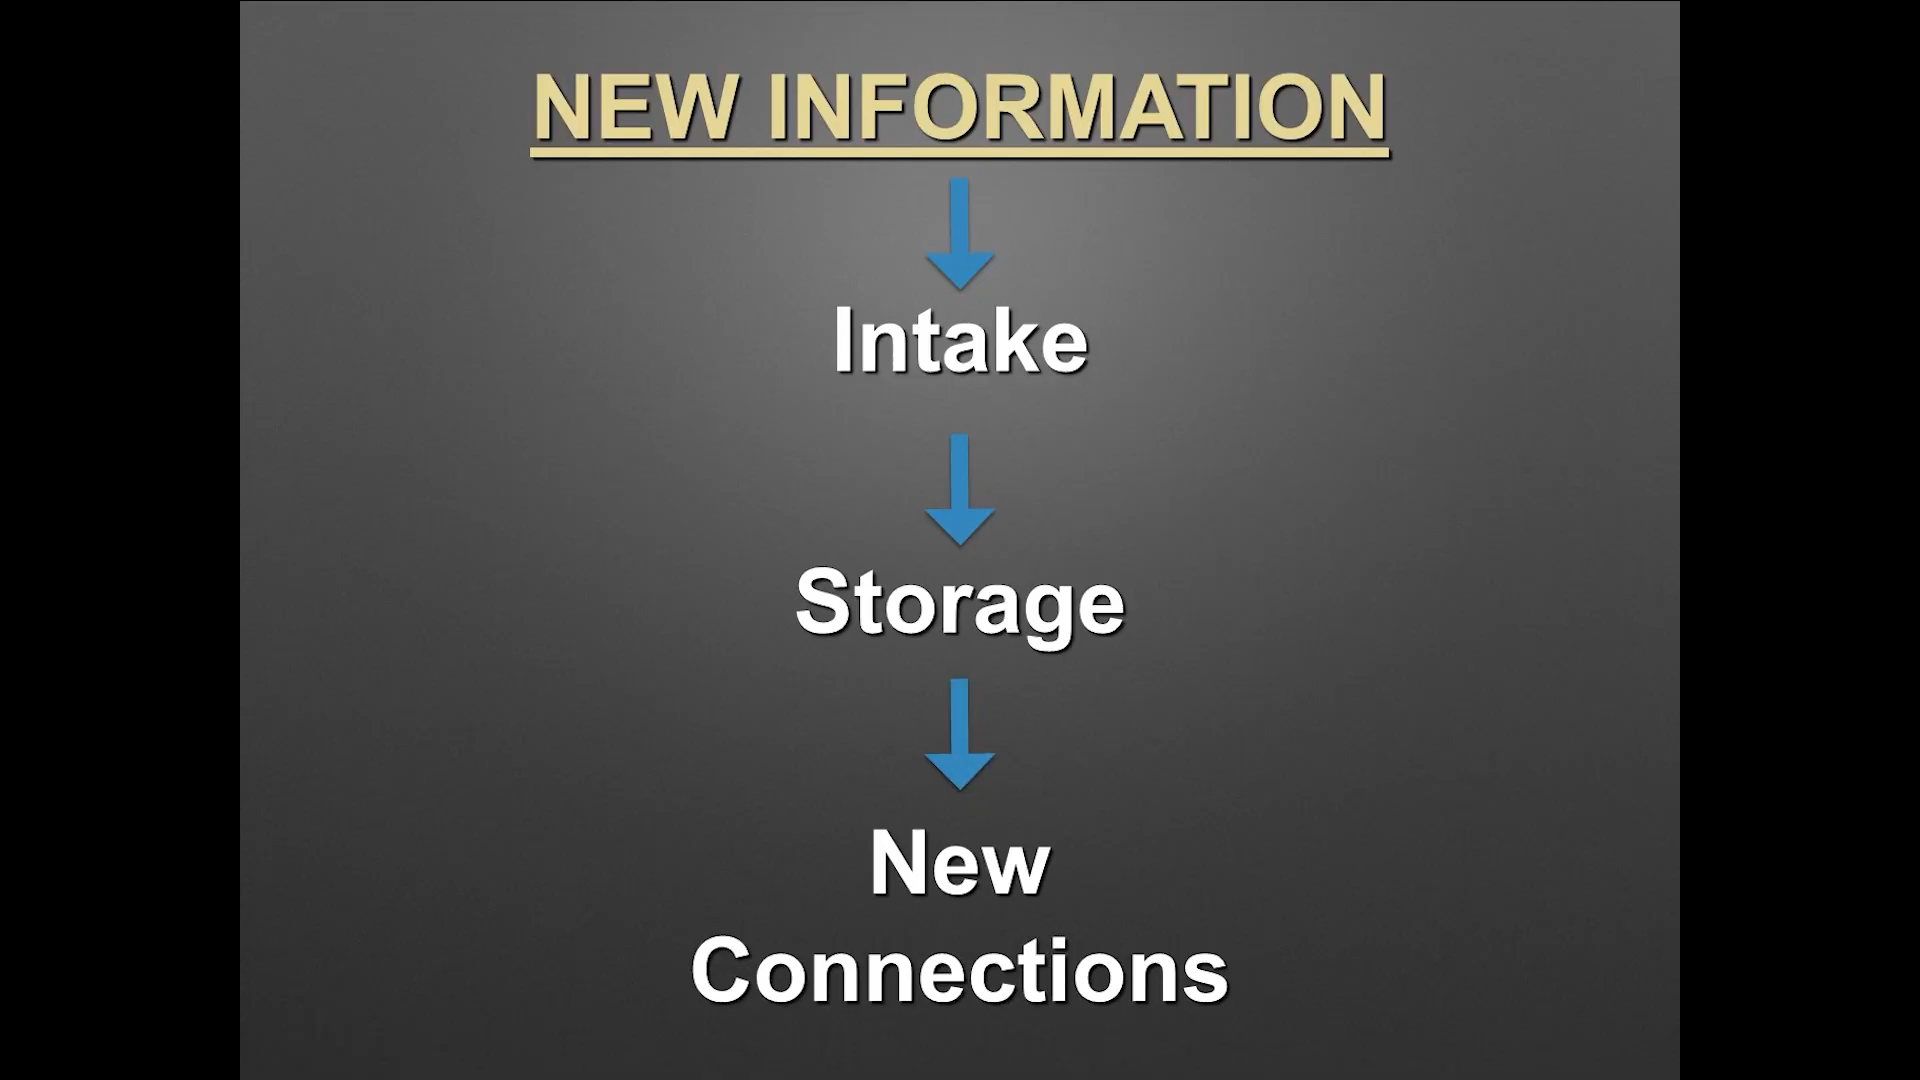 NEW INFORMATION
Intake
Storage
New
Connections